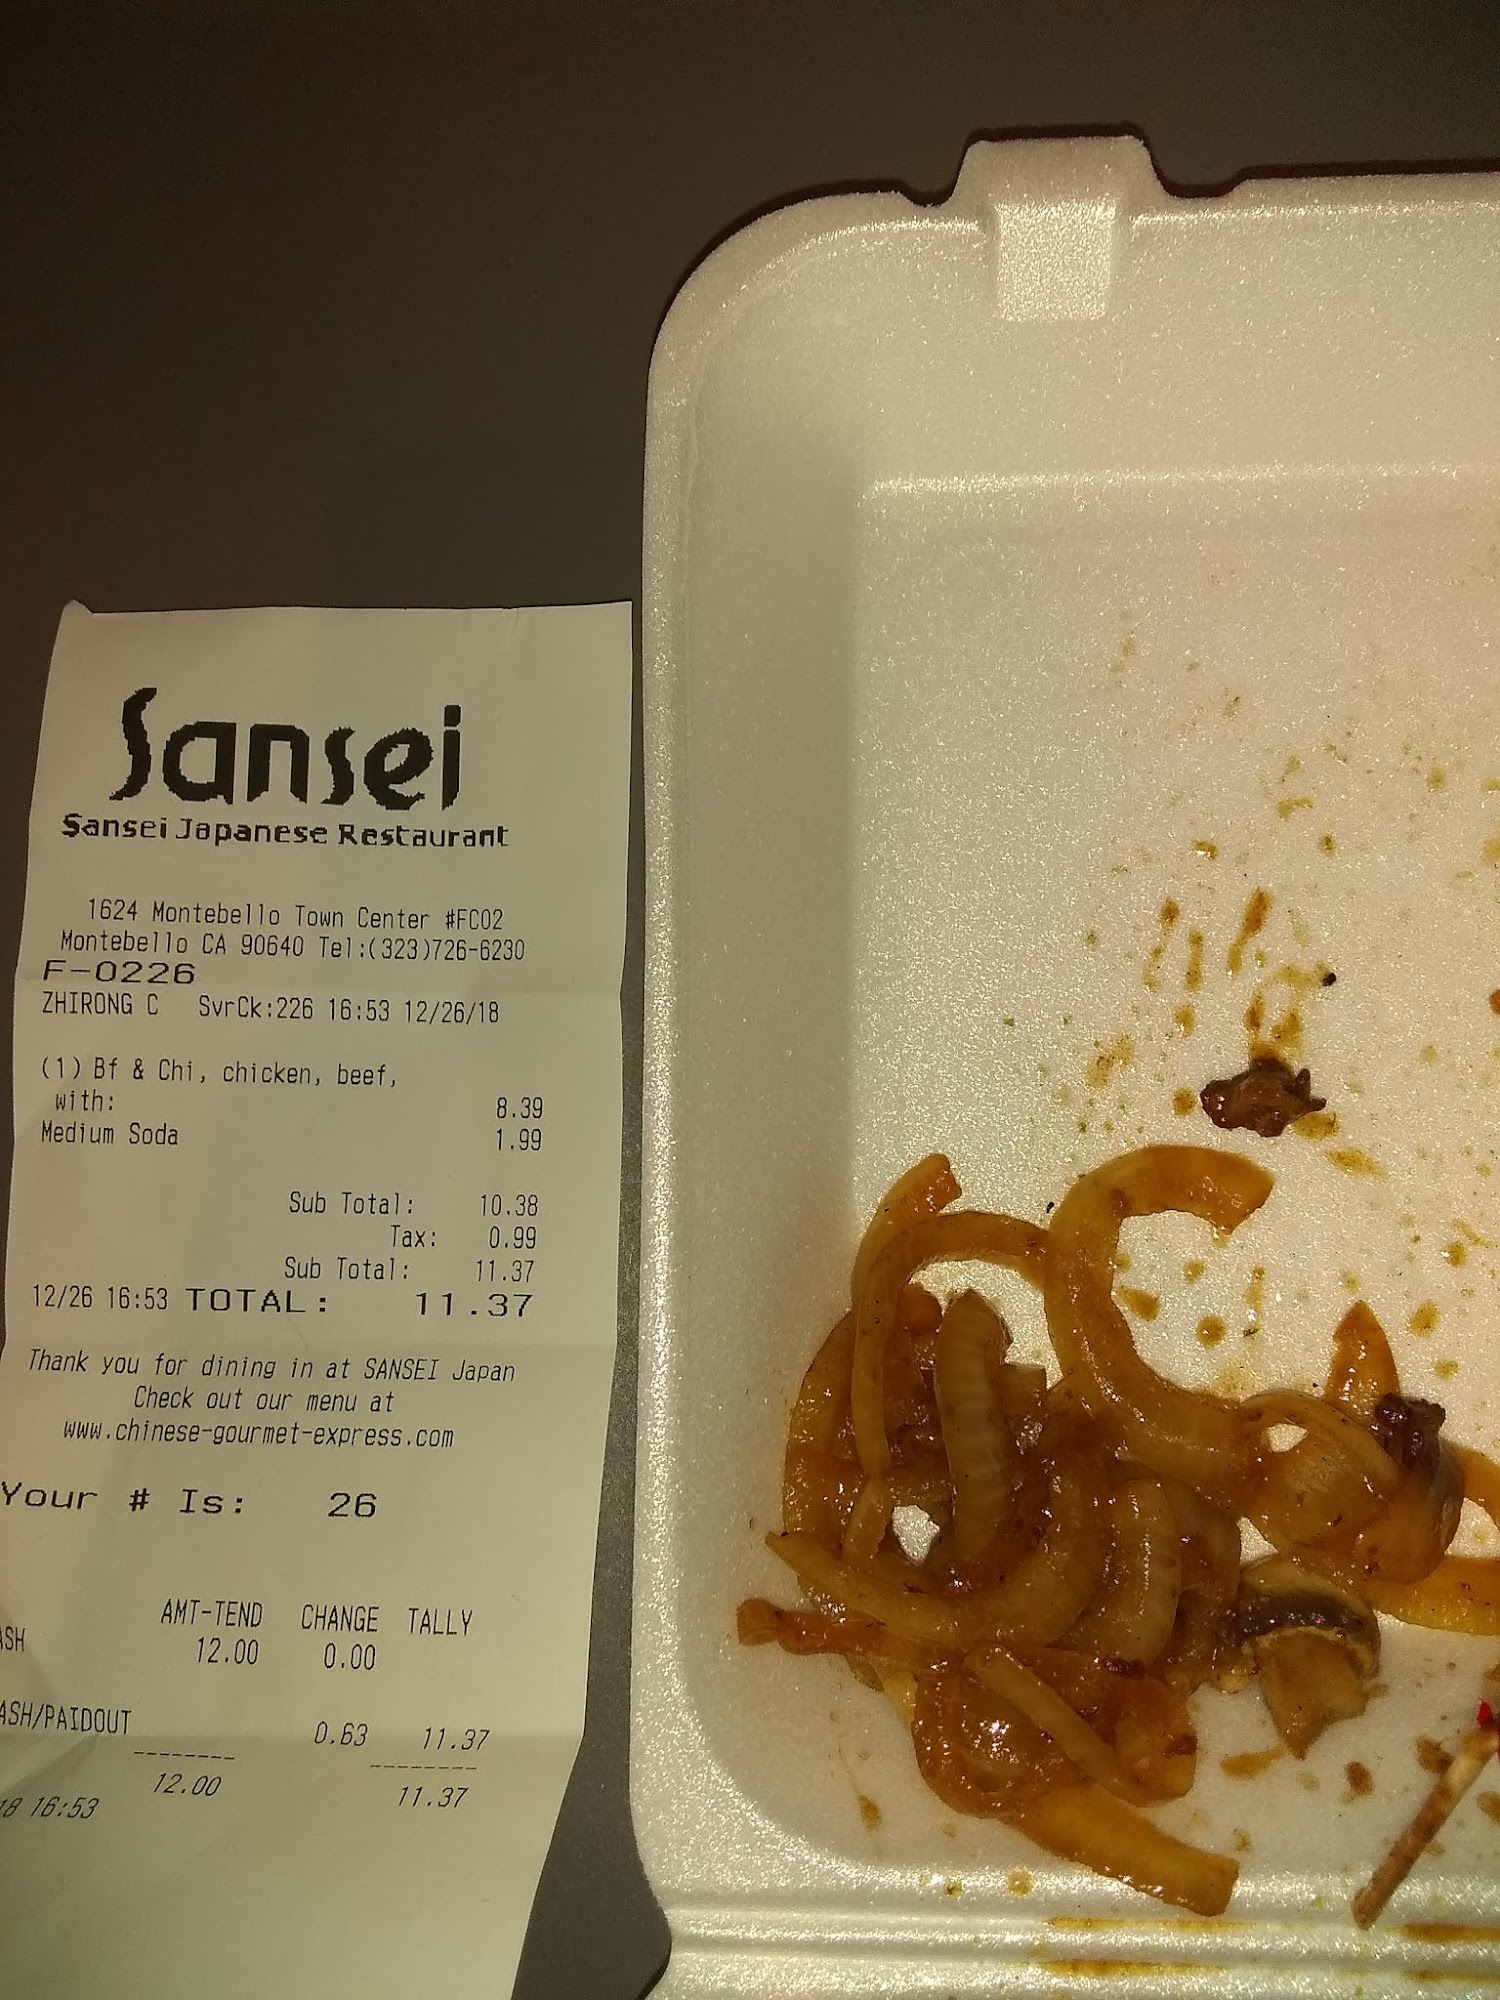 Sansei
Sansei Japanese Restaurant
1624 Montebello Town Center #FC02
Montebello CA 90640 Tel:(323)726-6230
F-0226
ZHIRONG C SvrCk:226 16:53 12/26/18
(1) Bf & Chi, chicken, beef,
with: 8.39
Medium Soda 1.99
Sub Total: 10.38
Tax: 0.99
Sub Total: 11.37
12/26 16:53 TOTAL: 11.37
Thank you for dining in at SANSEI Japan
Check out our menu at
www.chinese-gourmet-express.com
Your # Is: 26
AMT-TEND CHANGE TALLY
ASH 12.00 0.00
ASH/PAIDOUT 0.63 11.37
-------- --------
12.00 11.37
18 16:53